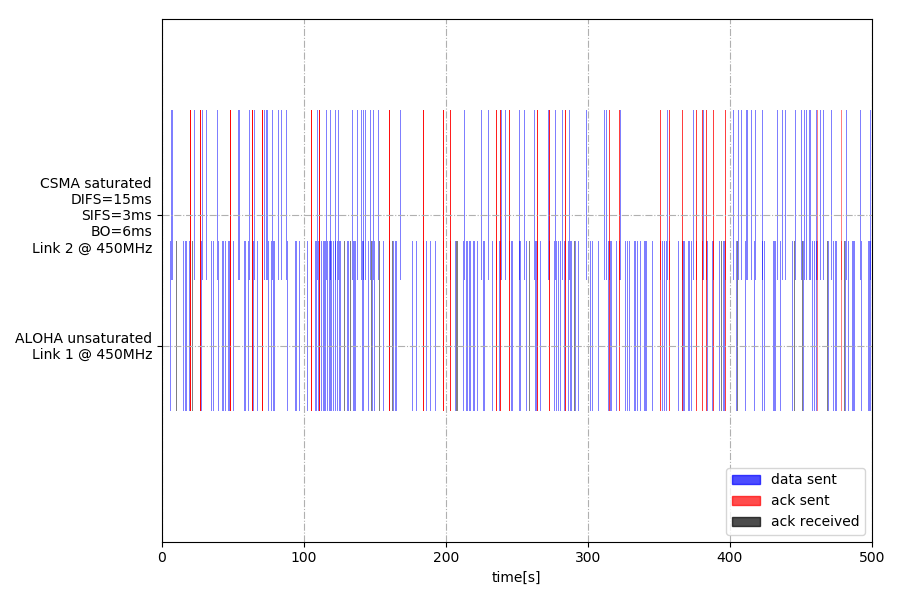 CSMA saturated
DIFS=15ms
SIFS=3ms
BO=6ms
Link 2 @ 450MHz
ALOHA unsaturated
Link 1 @ 450MHz
data sent
ack sent
ack received
0 100 200 300 400 500
time[s]